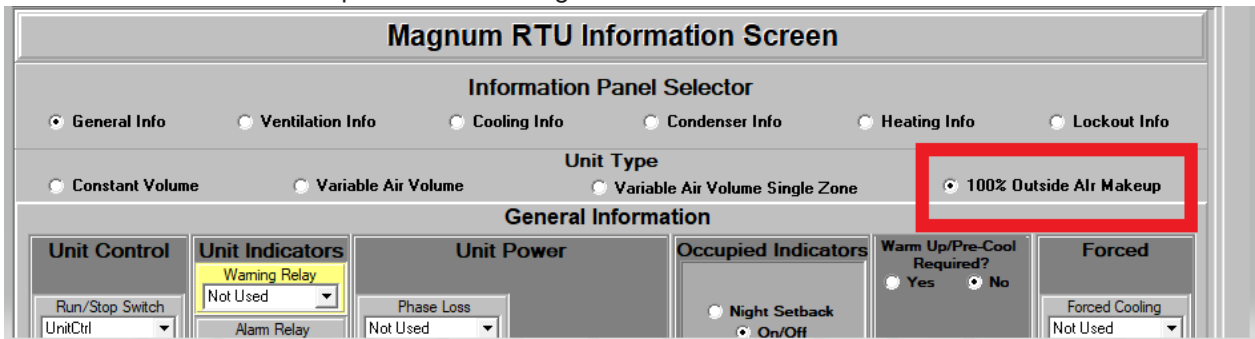 Magnum RTU Information Screen
Information Panel Selector
General Info Ventilation Info Cooling Info Condenser Info Heating Info Lockout Info
Unit Type
Constant Volume Variable Air Volume Variable Air Volume Single Zone 100% Outside AIr Makeup
General Information
Unit Control Unit Indicators Unit Power Occupied Indicators Warm Up/Pre-Cool Required? Forced
Warning Relay Yes No
Not Used
Run/Stop Switch Phase Loss Night Setback Forced Cooling
UnitCtrl Alarm Relay Not Used On/Off Not Used